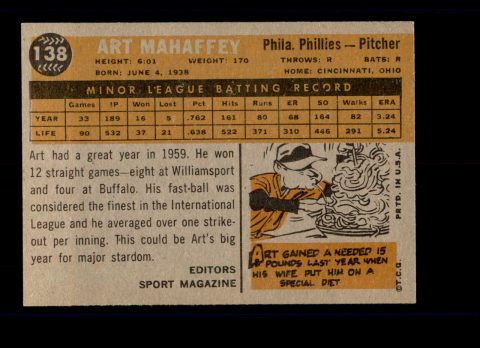 138
ART MAHAFFEY
Phila. Phillies — Pitcher
HEIGHT: 6:01 WEIGHT: 170 THROWS: R BATS: R
BORN: JUNE 4, 1938 HOME: CINCINNATI, OHIO
MINOR LEAGUE BATTING RECORD
Games IP Won Lost Pct Hits Runs ER SO Walks ERA
YEAR 33 189 16 5 .762 161 80 68 164 82 3.24
LIFE 90 532 37 21 .638 522 371 310 446 291 5.24
Art had a great year in 1959. He won
12 straight games—eight at Williamsport
and four at Buffalo. His fast-ball was
considered the finest in the International
League and he averaged over one strike-
out per inning. This could be Art's big
year for major stardom.
EDITORS
SPORT MAGAZINE
ART GAINED A NEEDED 15
POUNDS LAST YEAR WHEN
HIS WIFE PUT HIM ON A
SPECIAL DIET
PRTD. IN U.S.A.
©T.C.G.